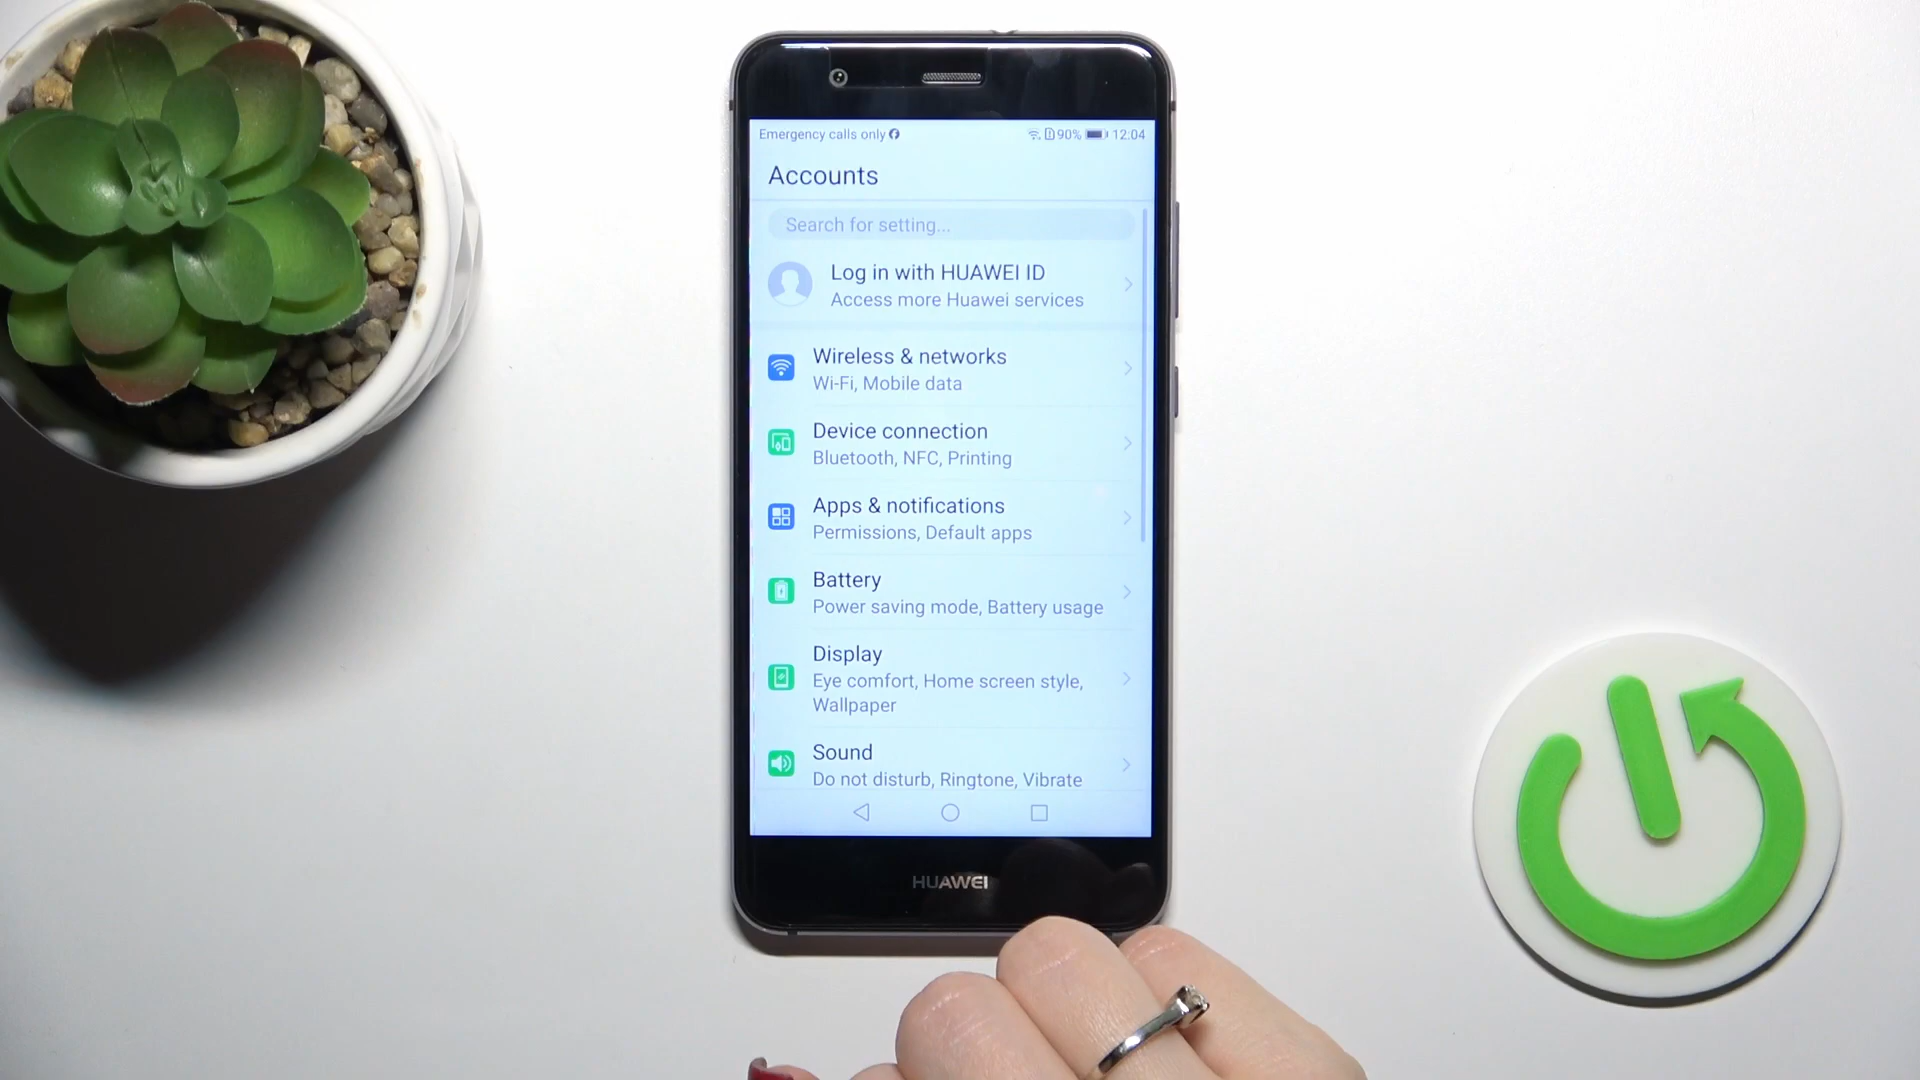 Emergency calls only 90% 12:04
Accounts
Search for setting...
Log in with HUAWEI ID
Access more Huawei services
Wireless & networks
Wi-Fi, Mobile data
Device connection
Bluetooth, NFC, Printing
Apps & notifications
Permissions, Default apps
Battery
Power saving mode, Battery usage
Display
Eye comfort, Home screen style,
Wallpaper
Sound
Do not disturb, Ringtone, Vibrate
HUAWEI